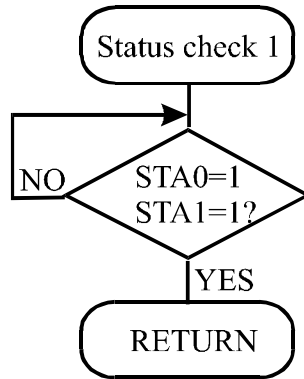 Status check 1
NO
STA0=1
STA1=1?
YES
RETURN